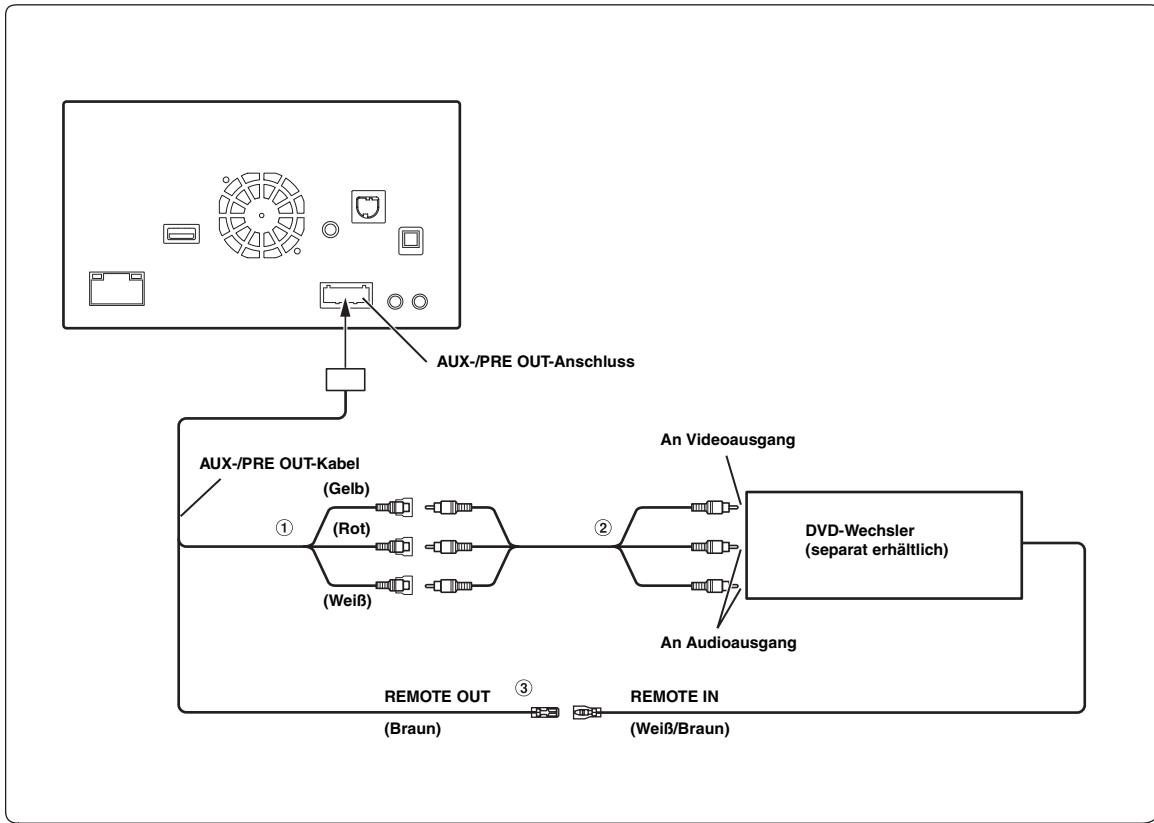 AUX-/PRE OUT-Anschluss
An Videoausgang
AUX-/PRE OUT-Kabel
(Gelb)
①
(Rot)
②
DVD-Wechsler
(separat erhältlich)
(Weiß)
An Audioausgang
REMOTE OUT
③
REMOTE IN
(Braun)
(Weiß/Braun)